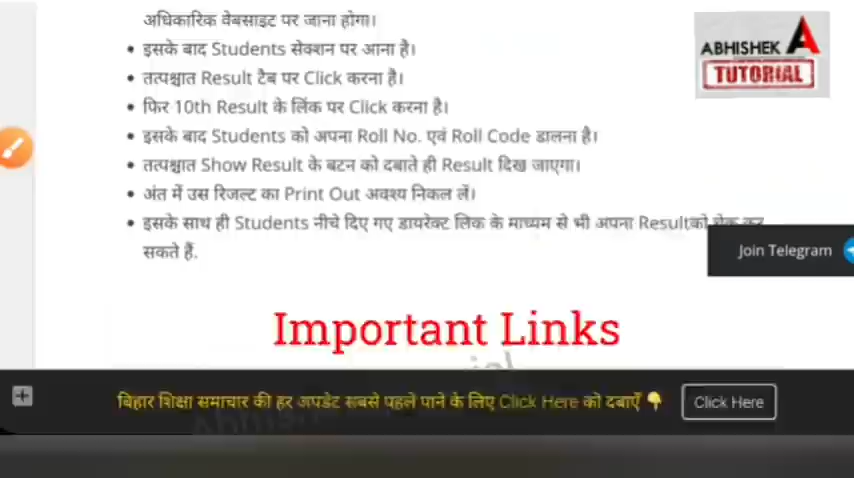 अधिकारिक वेबसाइट पर जाना होगा।
ABHISHEK A
TUTORIAL
• इसके बाद Students सेक्शन पर आना है।
• तत्पश्चात Result टैब पर Click करना है।
• फिर 10th Result के लिंक पर Click करना है।
• इसके बाद Students को अपना Roll No. एवं Roll Code डालना है।
• तत्पश्चात Show Result के बटन को दबाते ही Result दिख जाएगा।
• अंत में उस रिजल्ट का Print Out अवश्य निकल लें।
• इसके साथ ही Students नीचे दिए गए डायरेक्ट लिंक के माध्यम से भी अपना Resultको चेक कर
सकते हैं.
Join Telegram
Important Links
बिहार शिक्षा समाचार की हर अपडेट सबसे पहले पाने के लिए Click Here को दबाएँ 👇
Click Here